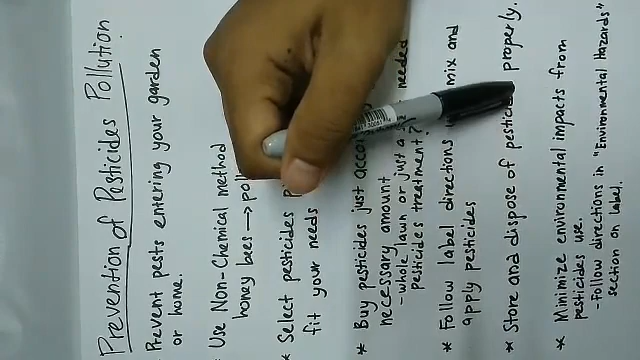 Prevention of Pesticides Pollution
Prevent pests entering your garden
or home.
* Use Non-Chemical method
honey bees → poll
* Select pesticides
fit your needs
* Buy pesticides just
necessary amount
- whole lawn or just a needed
pesticides treatment?
* Follow label directions mix and
apply pesticides
* Store and dispose of properly.
* Minimize environmental impacts from
pesticides use.
- follow directions in "Environmental Hazards"
section on label.